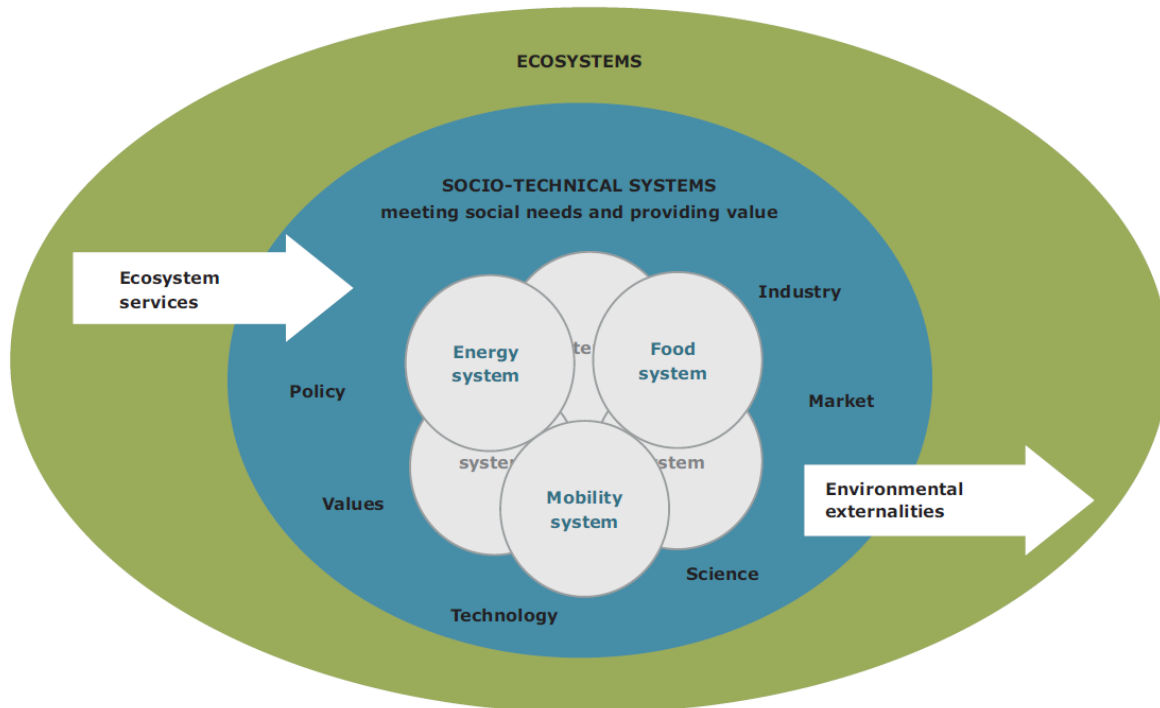 ECOSYSTEMS
SOCIO-TECHNICAL SYSTEMS
meeting social needs and providing value
Ecosystem
services
Industry
Energy
system
Food
system
Policy
Market
system
Values
Mobility
system
Environmental
externalities
Science
Technology